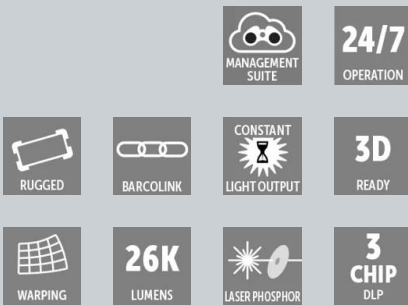 MANAGEMENT
SUITE
24/7
OPERATION
RUGGED
BARCOLINK
CONSTANT
LIGHT OUTPUT
3D
READY
WARPING
26K
LUMENS
LASER PHOSPHOR
3
CHIP
DLP